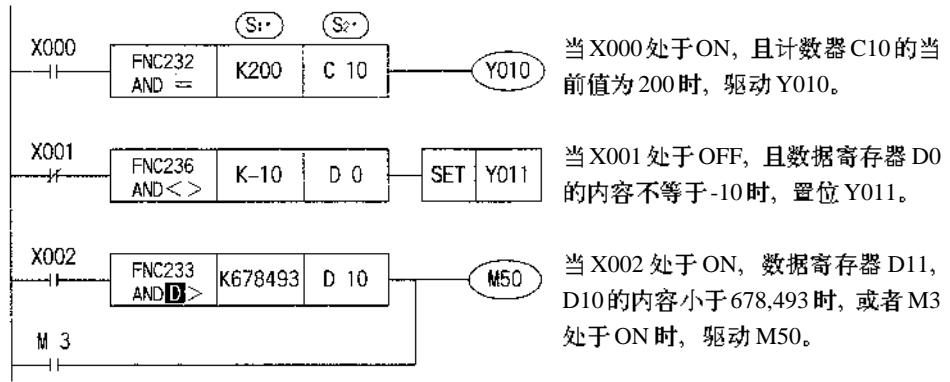 S1· S2·
X000
FNC232 AND = K200 C 10 Y010
当X000处于ON，且计数器C10的当
前值为200时，驱动Y010。
X001
FNC236 AND<> K-10 D 0 SET Y011
当X001处于OFF，且数据寄存器D0
的内容不等于-10时，置位Y011。
X002
FNC233 ANDD> K678493 D 10 M50
当X002处于ON，数据寄存器D11，
D10的内容小于678,493时，或者M3
处于ON时，驱动M50。
M 3